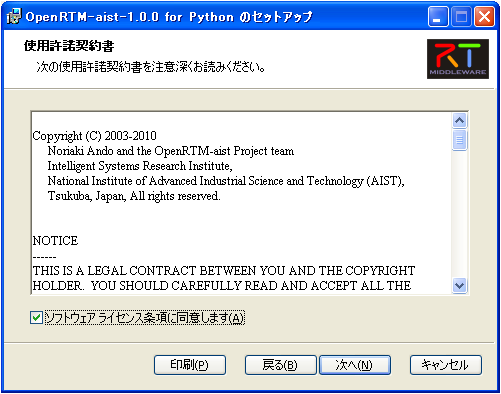 OpenRTM-aist-1.0.0 for Python のセットアップ
使用許諾契約書
次の使用許諾契約書を注意深くお読みください。
RT
MIDDLEWARE
Copyright (C) 2003-2010
Noriaki Ando and the OpenRTM-aist Project team
Intelligent Systems Research Institute,
National Institute of Advanced Industrial Science and Technology (AIST),
Tsukuba, Japan, All rights reserved.
NOTICE
------
THIS IS A LEGAL CONTRACT BETWEEN YOU AND THE COPYRIGHT
HOLDER.  YOU SHOULD CAREFULLY READ AND ACCEPT ALL THE
ソフトウェア ライセンス条項に同意します(A)
印刷(P)
戻る(B)
次へ(N)
キャンセル